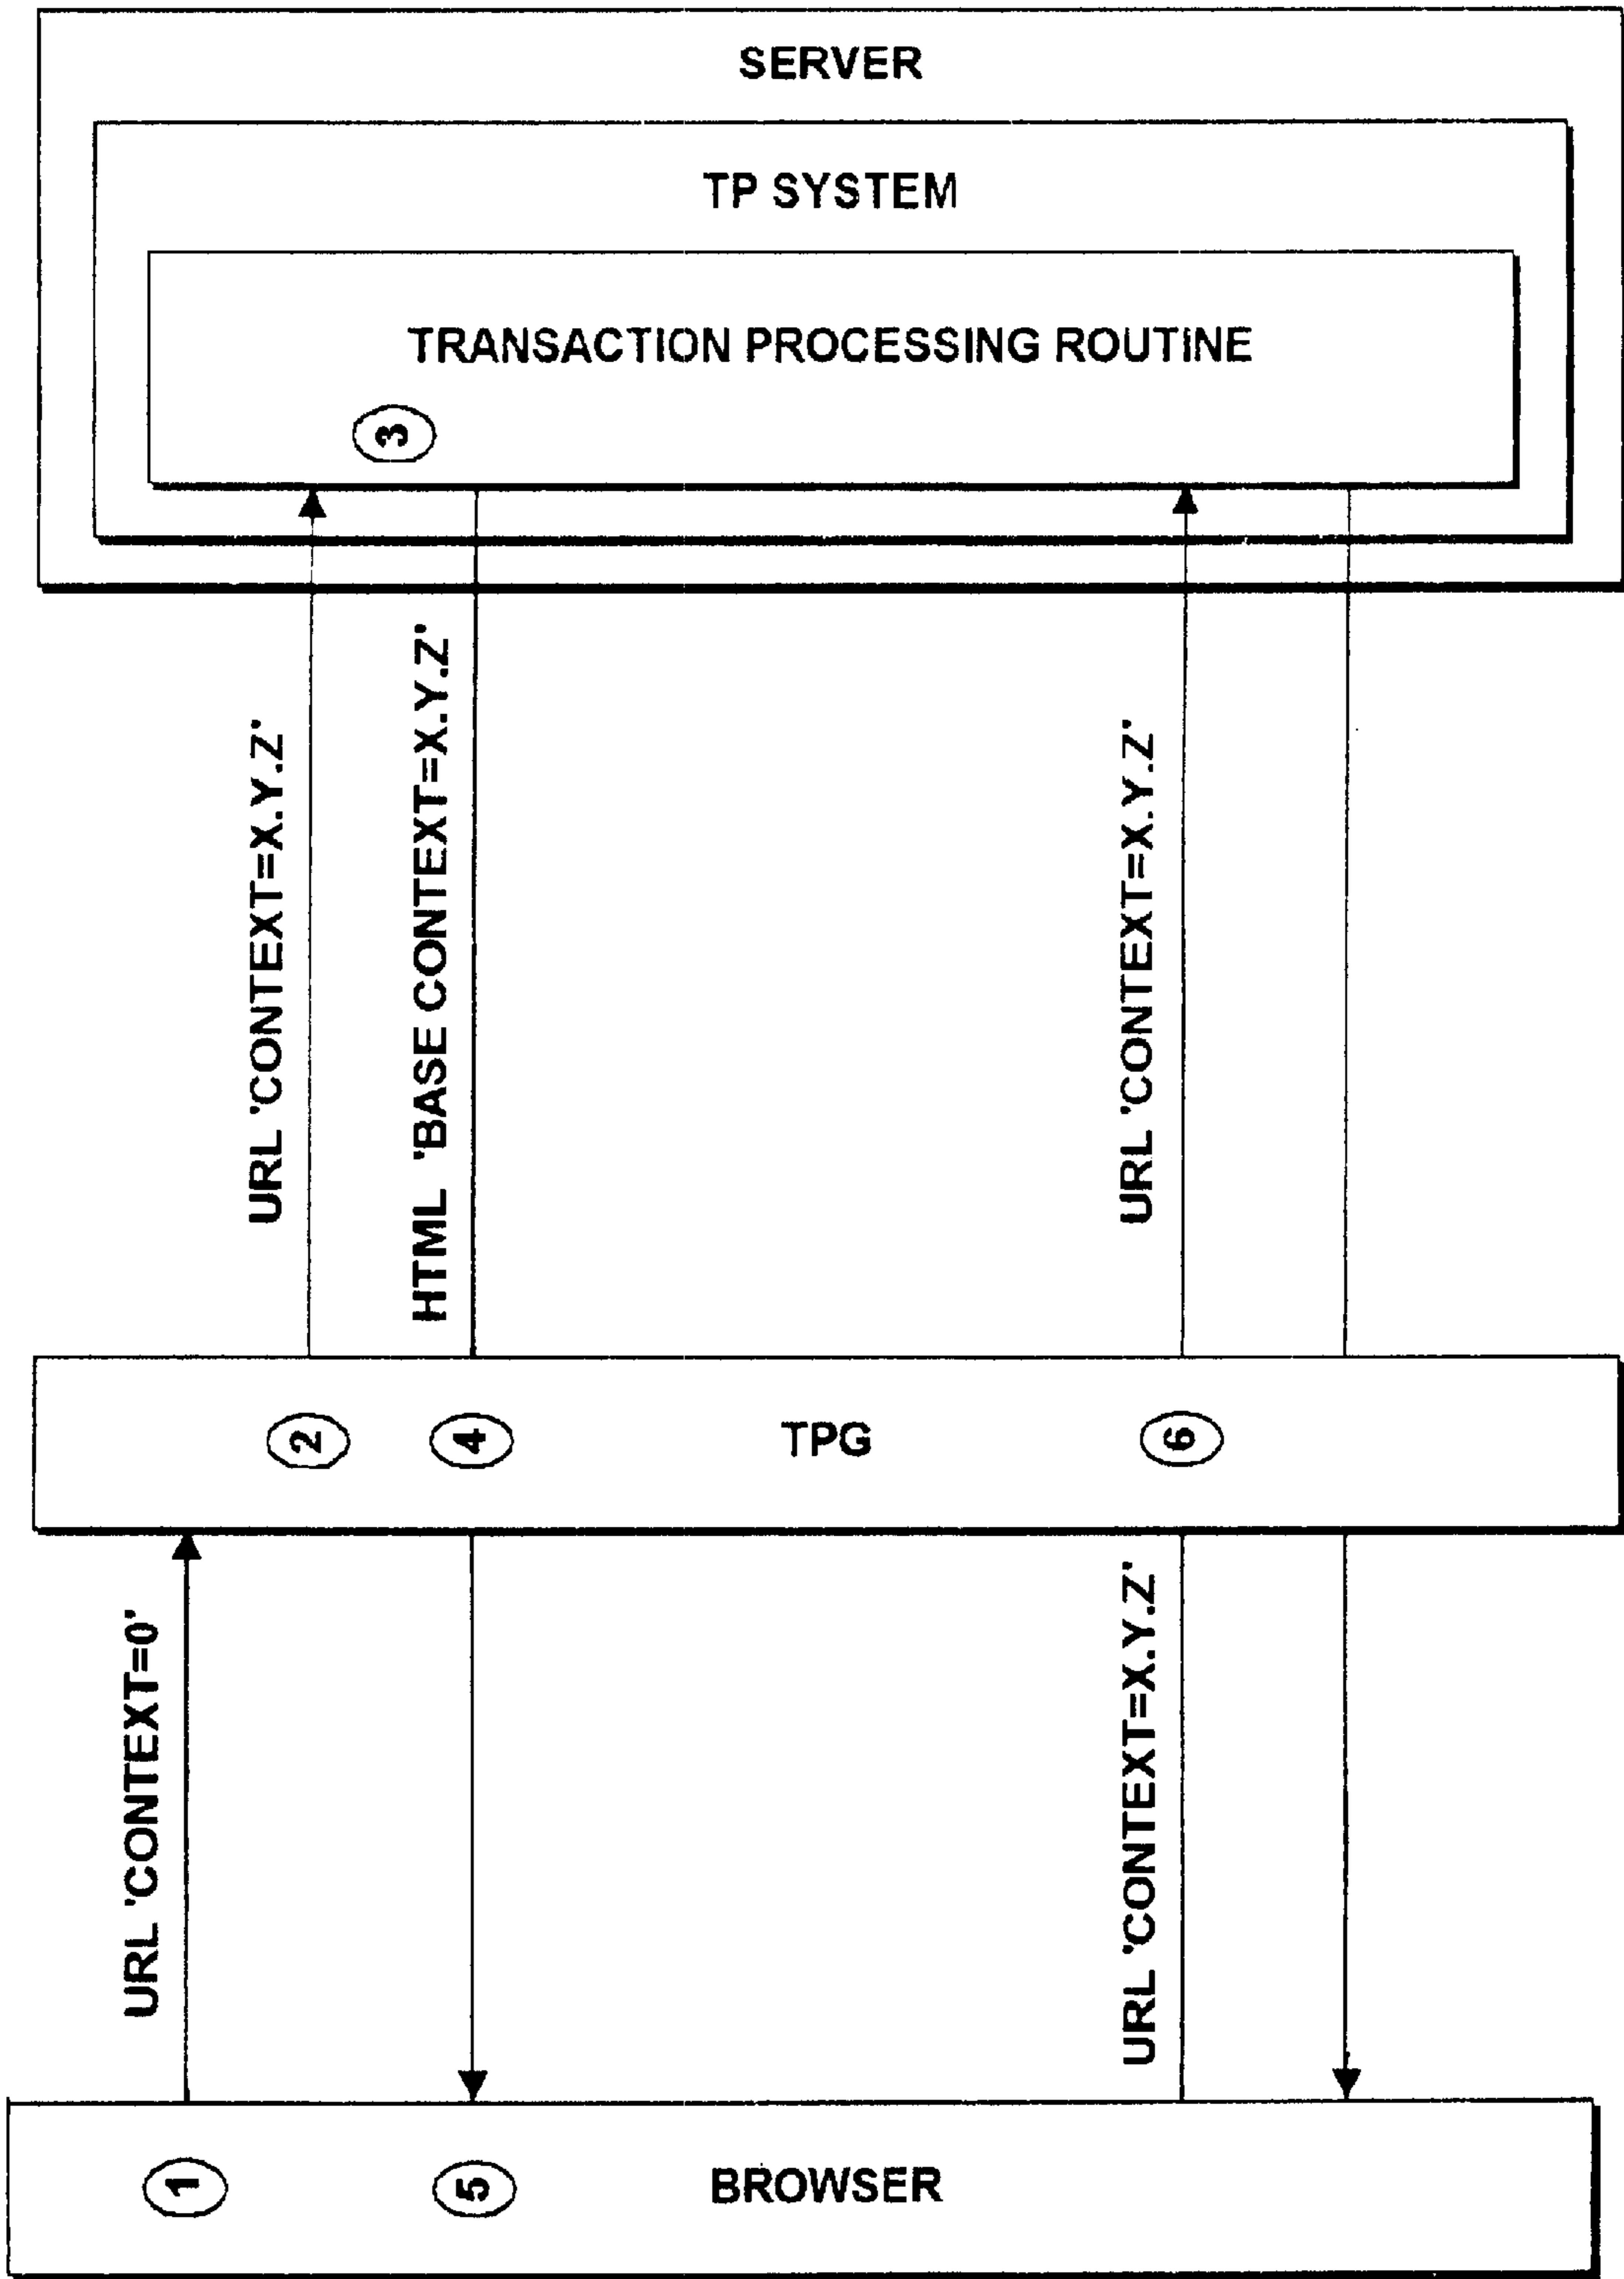 SERVER
TP SYSTEM
TRANSACTION PROCESSING ROUTINE
3
URL 'CONTEXT=X.Y.Z'
HTML 'BASE CONTEXT=X.Y.Z'
URL 'CONTEXT=X.Y.Z'
2
4
TPG
6
URL 'CONTEXT=0'
URL 'CONTEXT=X.Y.Z'
1
5
BROWSER